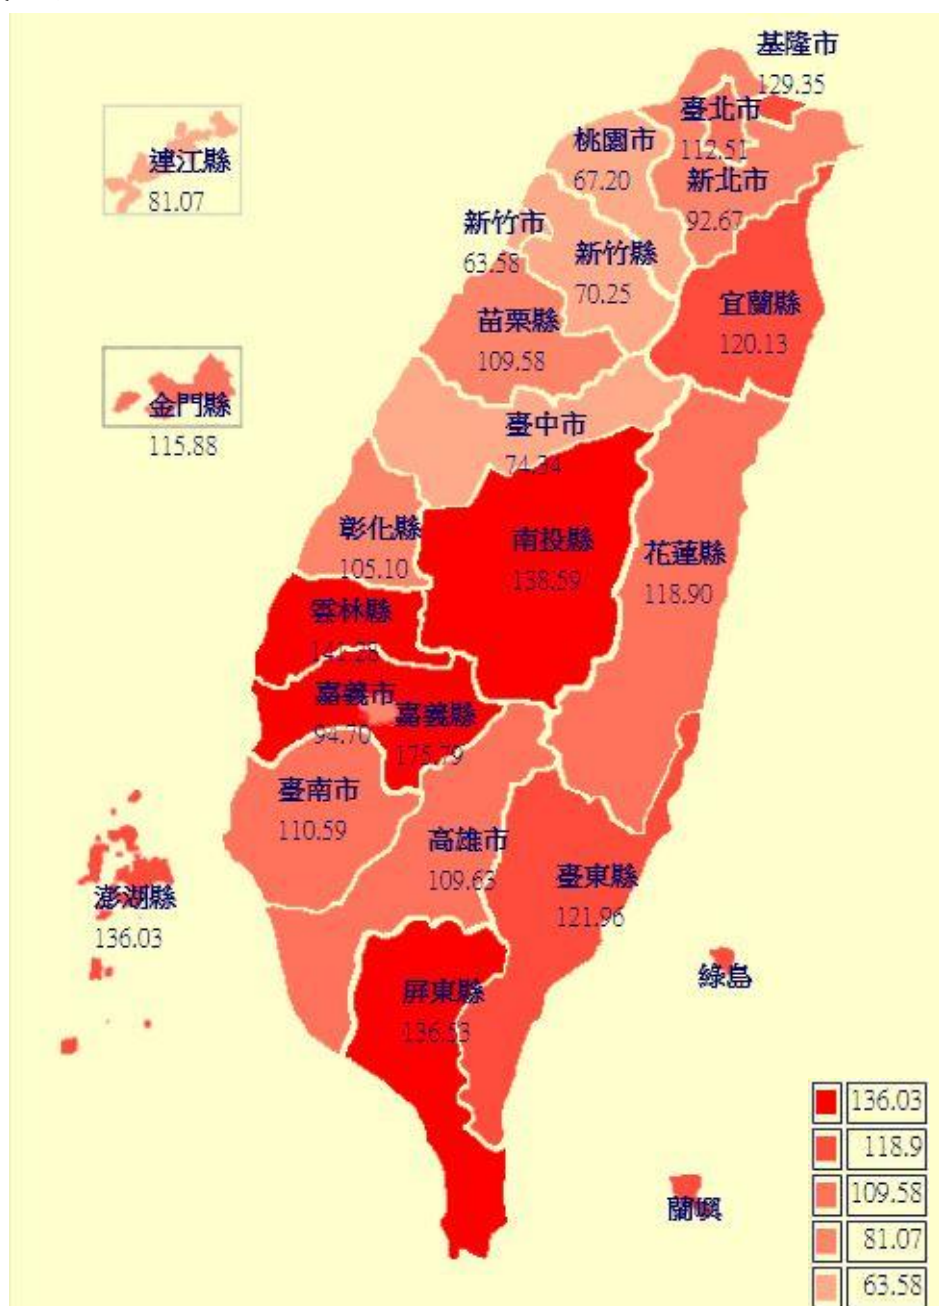 基隆市
129.35
臺北市
112.51
桃園市
67.20
新北市
92.67
連江縣
81.07
新竹市
63.58
新竹縣
70.25
宜蘭縣
120.13
苗栗縣
109.58
金門縣
115.88
臺中市
74.34
彰化縣
105.10
南投縣
138.59
花蓮縣
118.90
雲林縣
141.28
嘉義市
94.70
嘉義縣
175.79
臺南市
110.59
高雄市
109.63
臺東縣
121.96
澎湖縣
136.03
綠島
屏東縣
136.53
蘭嶼
136.03
118.9
109.58
81.07
63.58